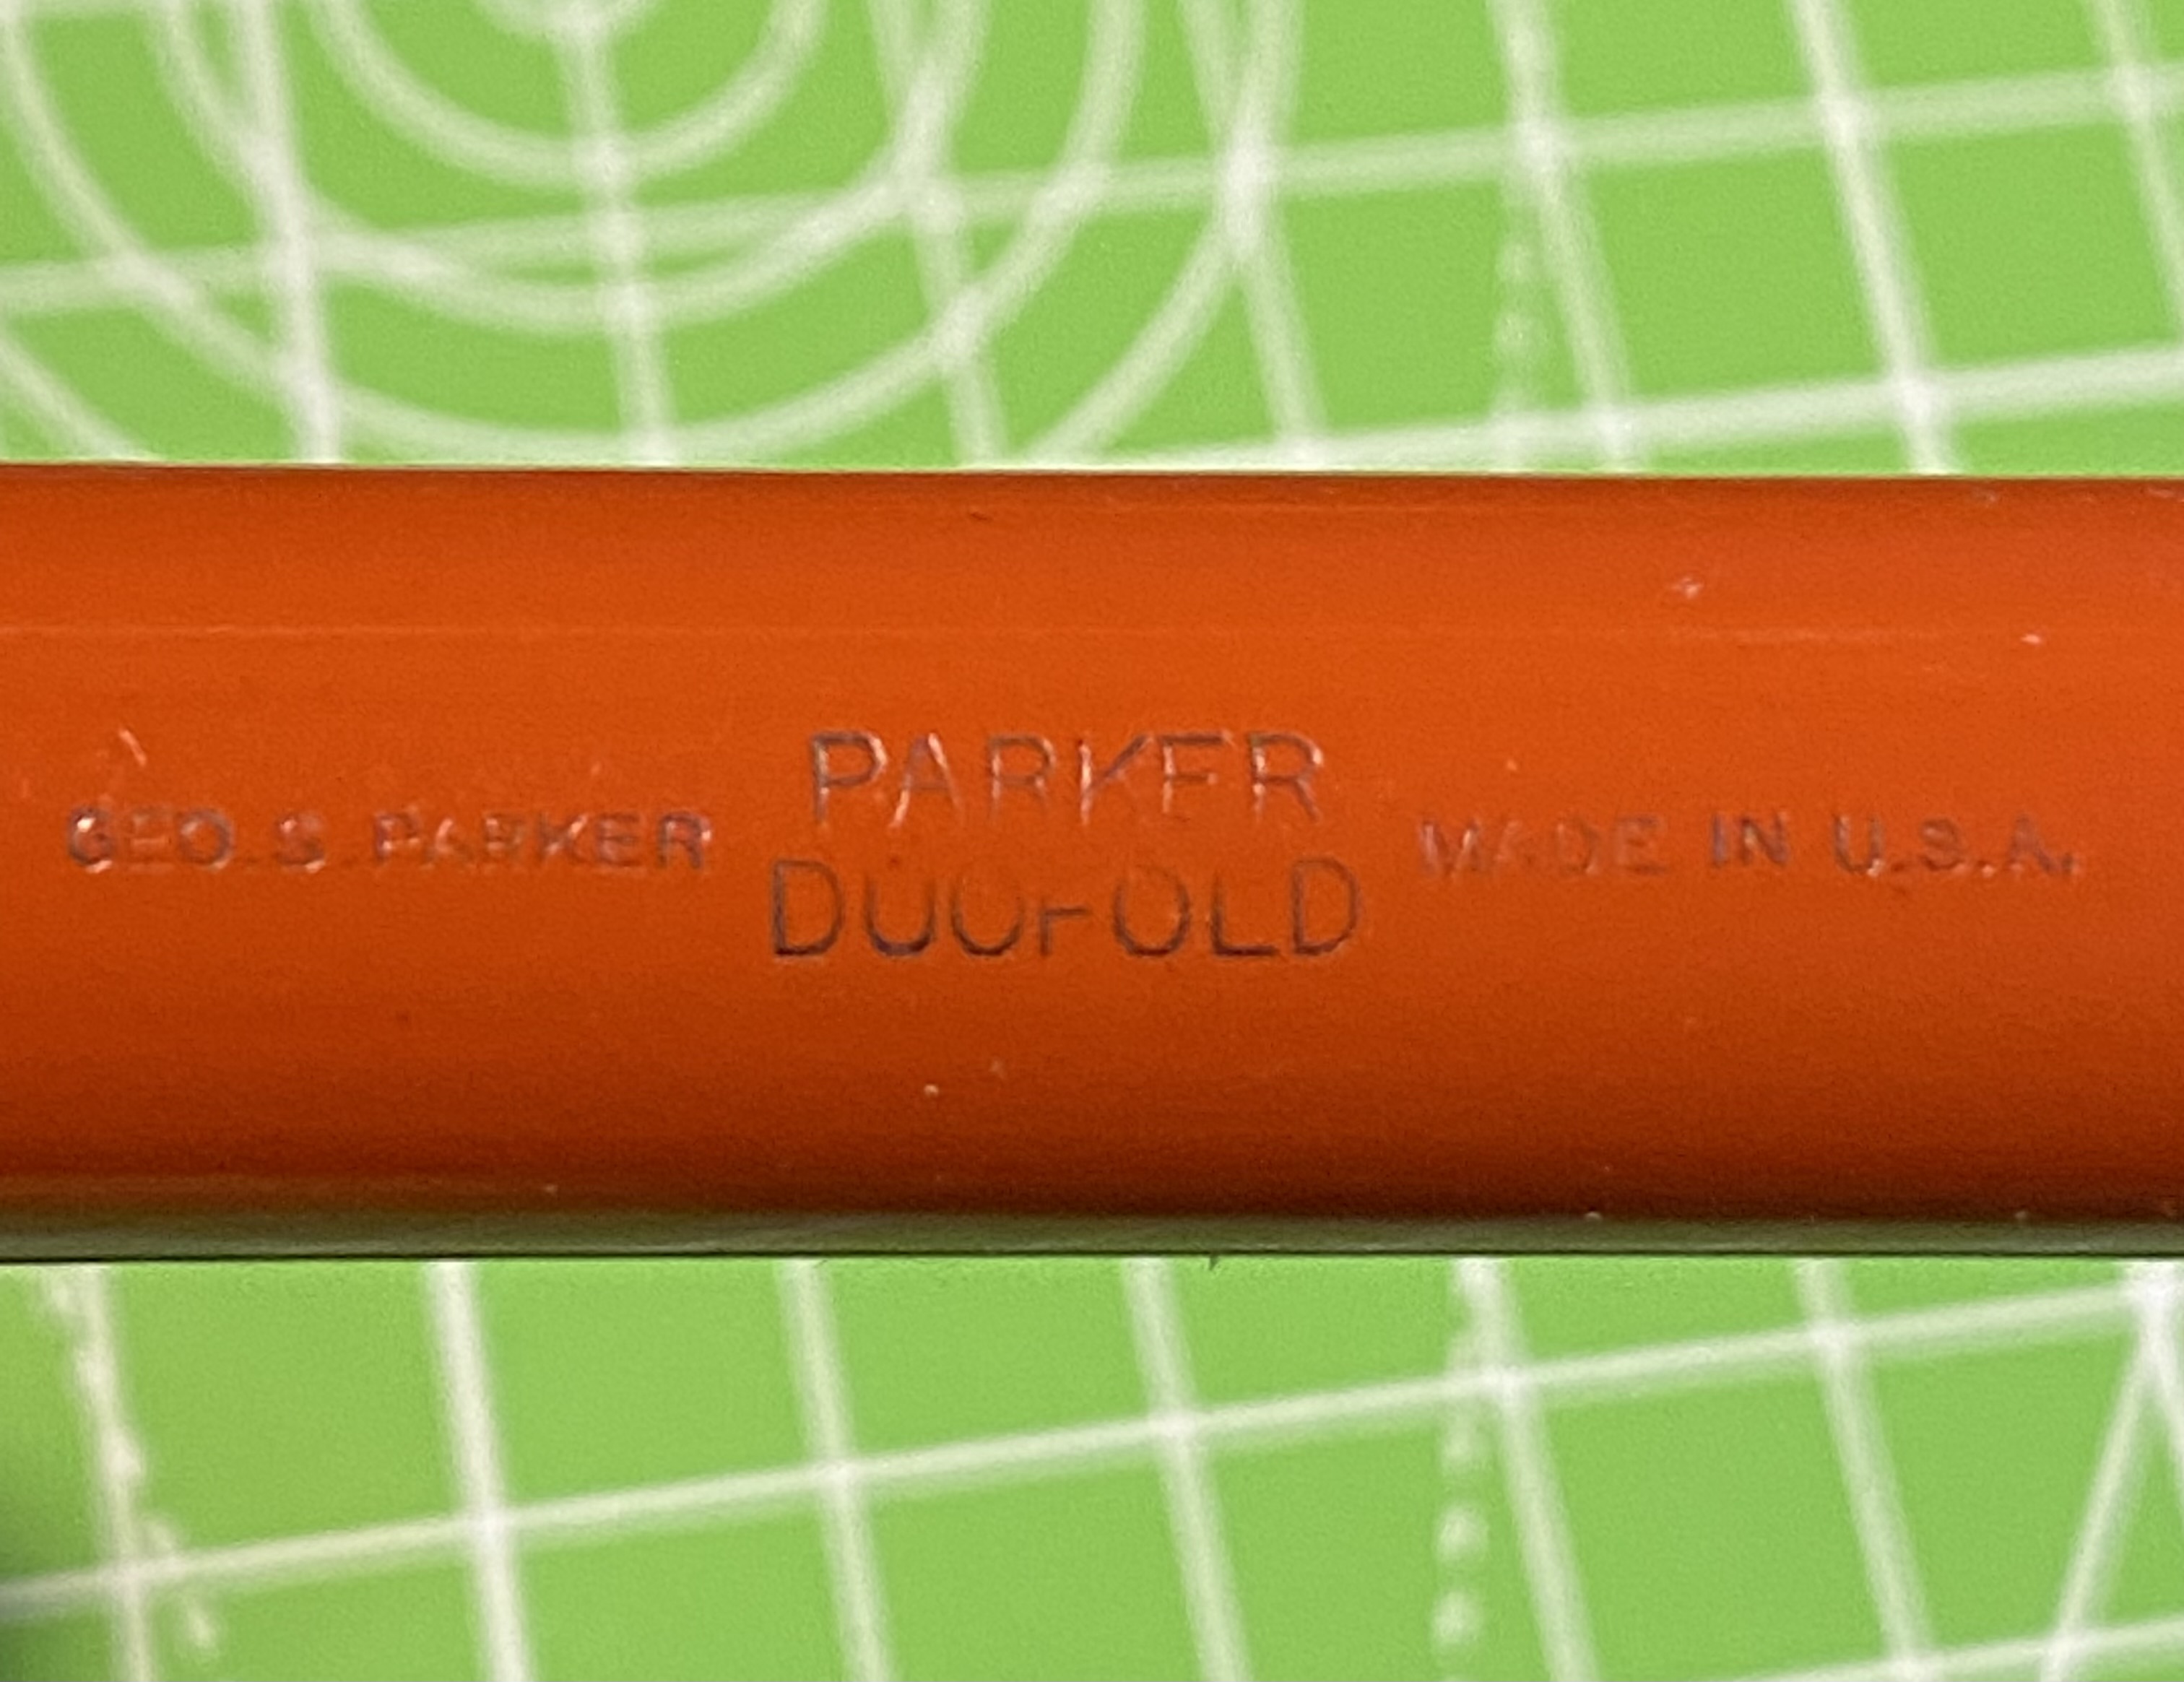 GEO. S. PARKER
PARKER
DUOFOLD
MADE IN U.S.A.